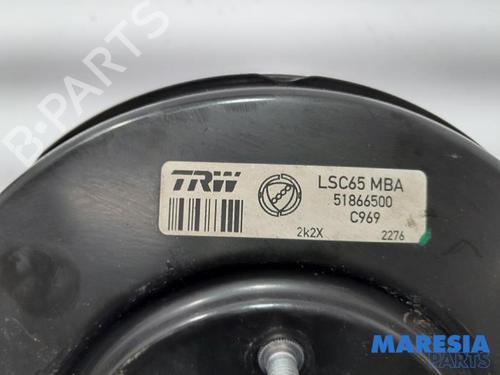 B-PARTS
TRW
LSC65 MBA
51866500
C969
2k2X
2276
MARESIA
PARTS